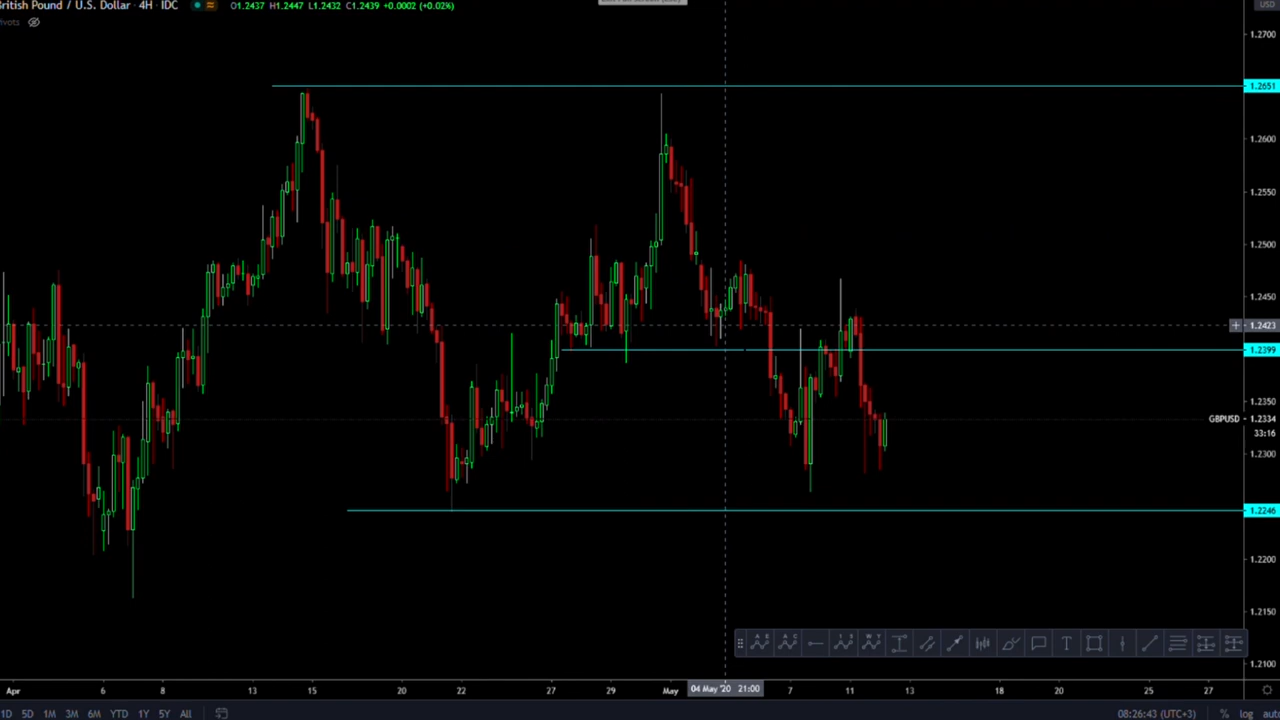 British Pound / U.S. Dollar · 4H · IDC
O1.2437 H1.2447 L1.2432 C1.2439 +0.0002 (+0.02%)
USD
1.2700
1.2651
1.2600
1.2550
1.2500
1.2450
1.2423
1.2399
1.2350
GBPUSD 1.2334
33:16
1.2300
1.2246
1.2200
1.2150
1.2100
A E
A C
I E
W Y
T
Apr 6 8 13 15 20 22 27 29 May 04 May '20 21:00 7 11 13 18 20 25 27
1D 5D 1M 3M 6M YTD 1Y 5Y All
08:26:43 (UTC+3) % log auto